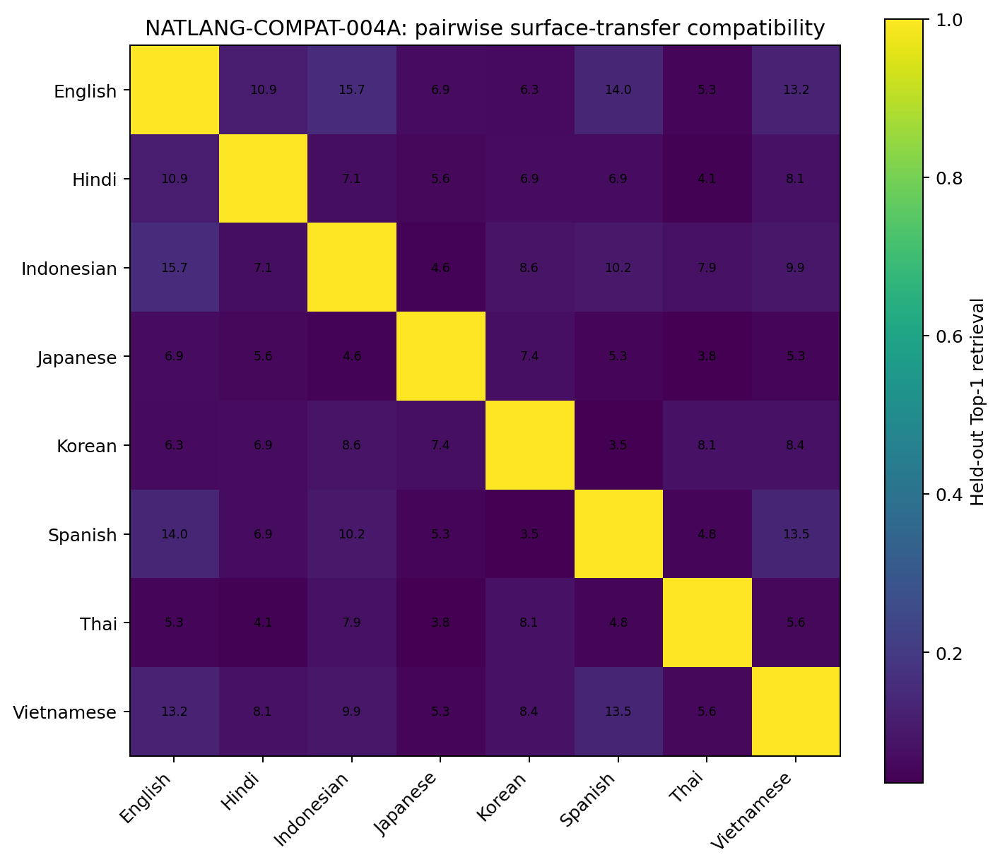 NATLANG-COMPAT-004A: pairwise surface-transfer compatibility
1.0
English 10.9 15.7 6.9 6.3 14.0 5.3 13.2
Hindi 10.9 7.1 5.6 6.9 6.9 4.1 8.1
0.8
Indonesian 15.7 7.1 4.6 8.6 10.2 7.9 9.9
0.6
Japanese 6.9 5.6 4.6 7.4 5.3 3.8 5.3
Held-out Top-1 retrieval
Korean 6.3 6.9 8.6 7.4 3.5 8.1 8.4
0.4
Spanish 14.0 6.9 10.2 5.3 3.5 4.8 13.5
Thai 5.3 4.1 7.9 3.8 8.1 4.8 5.6
0.2
Vietnamese 13.2 8.1 9.9 5.3 8.4 13.5 5.6
English Hindi Indonesian Japanese Korean Spanish Thai Vietnamese